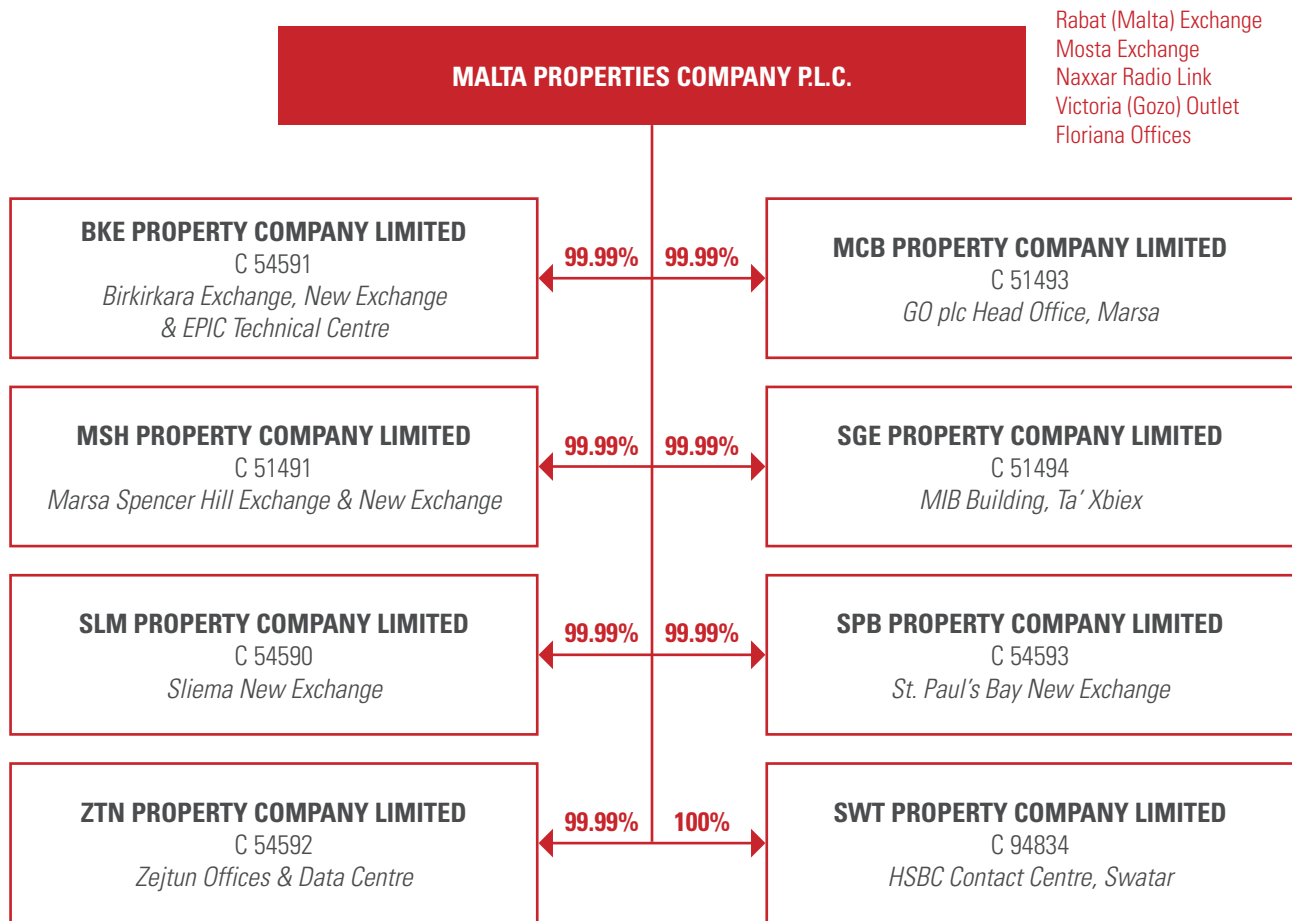 MALTA PROPERTIES COMPANY P.L.C.
Rabat (Malta) Exchange
Mosta Exchange
Naxxar Radio Link
Victoria (Gozo) Outlet
Floriana Offices
BKE PROPERTY COMPANY LIMITED
C 54591
Birkirkara Exchange, New Exchange
& EPIC Technical Centre
99.99%
99.99%
MCB PROPERTY COMPANY LIMITED
C 51493
GO plc Head Office, Marsa
MSH PROPERTY COMPANY LIMITED
C 51491
Marsa Spencer Hill Exchange & New Exchange
99.99%
99.99%
SGE PROPERTY COMPANY LIMITED
C 51494
MIB Building, Ta’ Xbiex
SLM PROPERTY COMPANY LIMITED
C 54590
Sliema New Exchange
99.99%
99.99%
SPB PROPERTY COMPANY LIMITED
C 54593
St. Paul’s Bay New Exchange
ZTN PROPERTY COMPANY LIMITED
C 54592
Zejtun Offices & Data Centre
99.99%
100%
SWT PROPERTY COMPANY LIMITED
C 94834
HSBC Contact Centre, Swatar